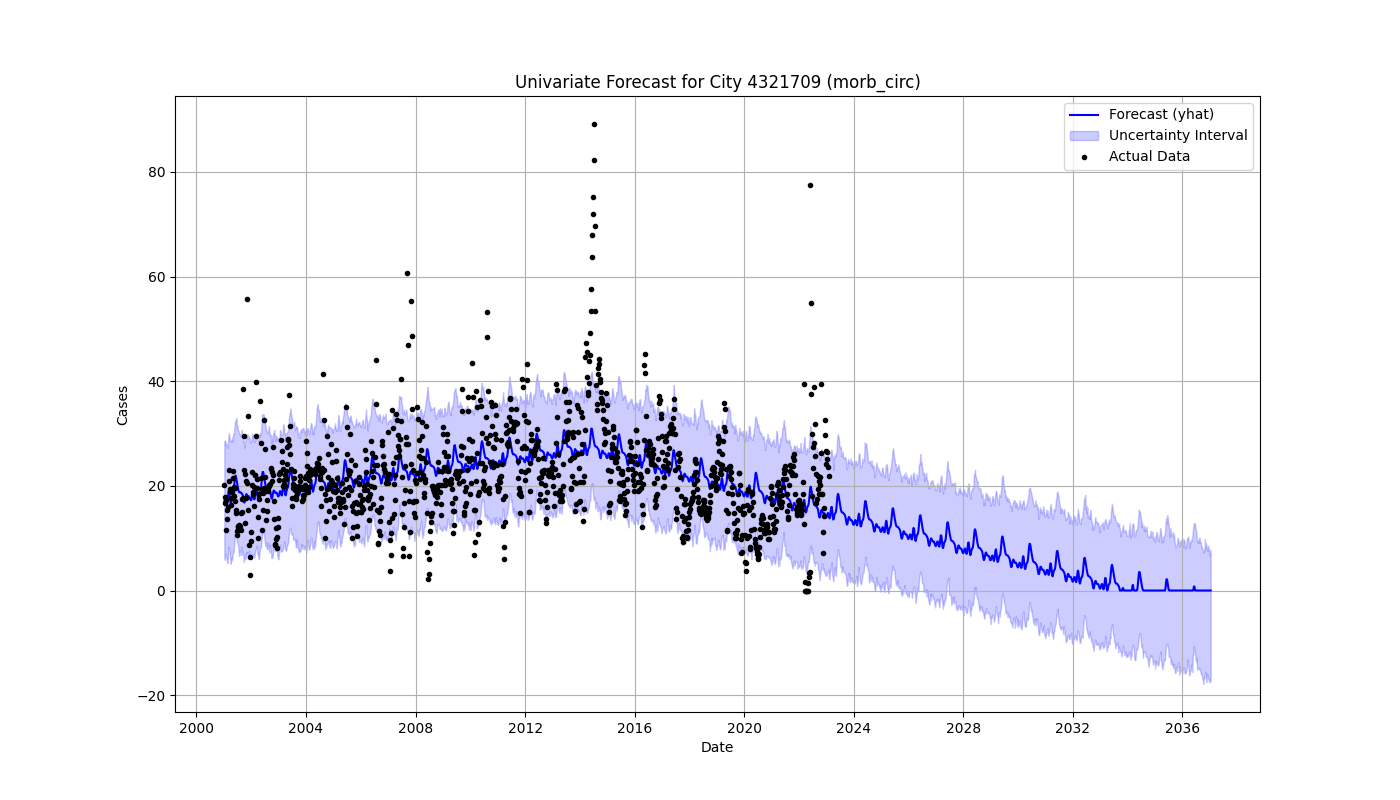 Univariate Forecast for City 4321709 (morb_circ)
Forecast (yhat)
Uncertainty Interval
Actual Data
Cases
80
60
40
20
0
−20
2000 2004 2008 2012 2016 2020 2024 2028 2032 2036
Date